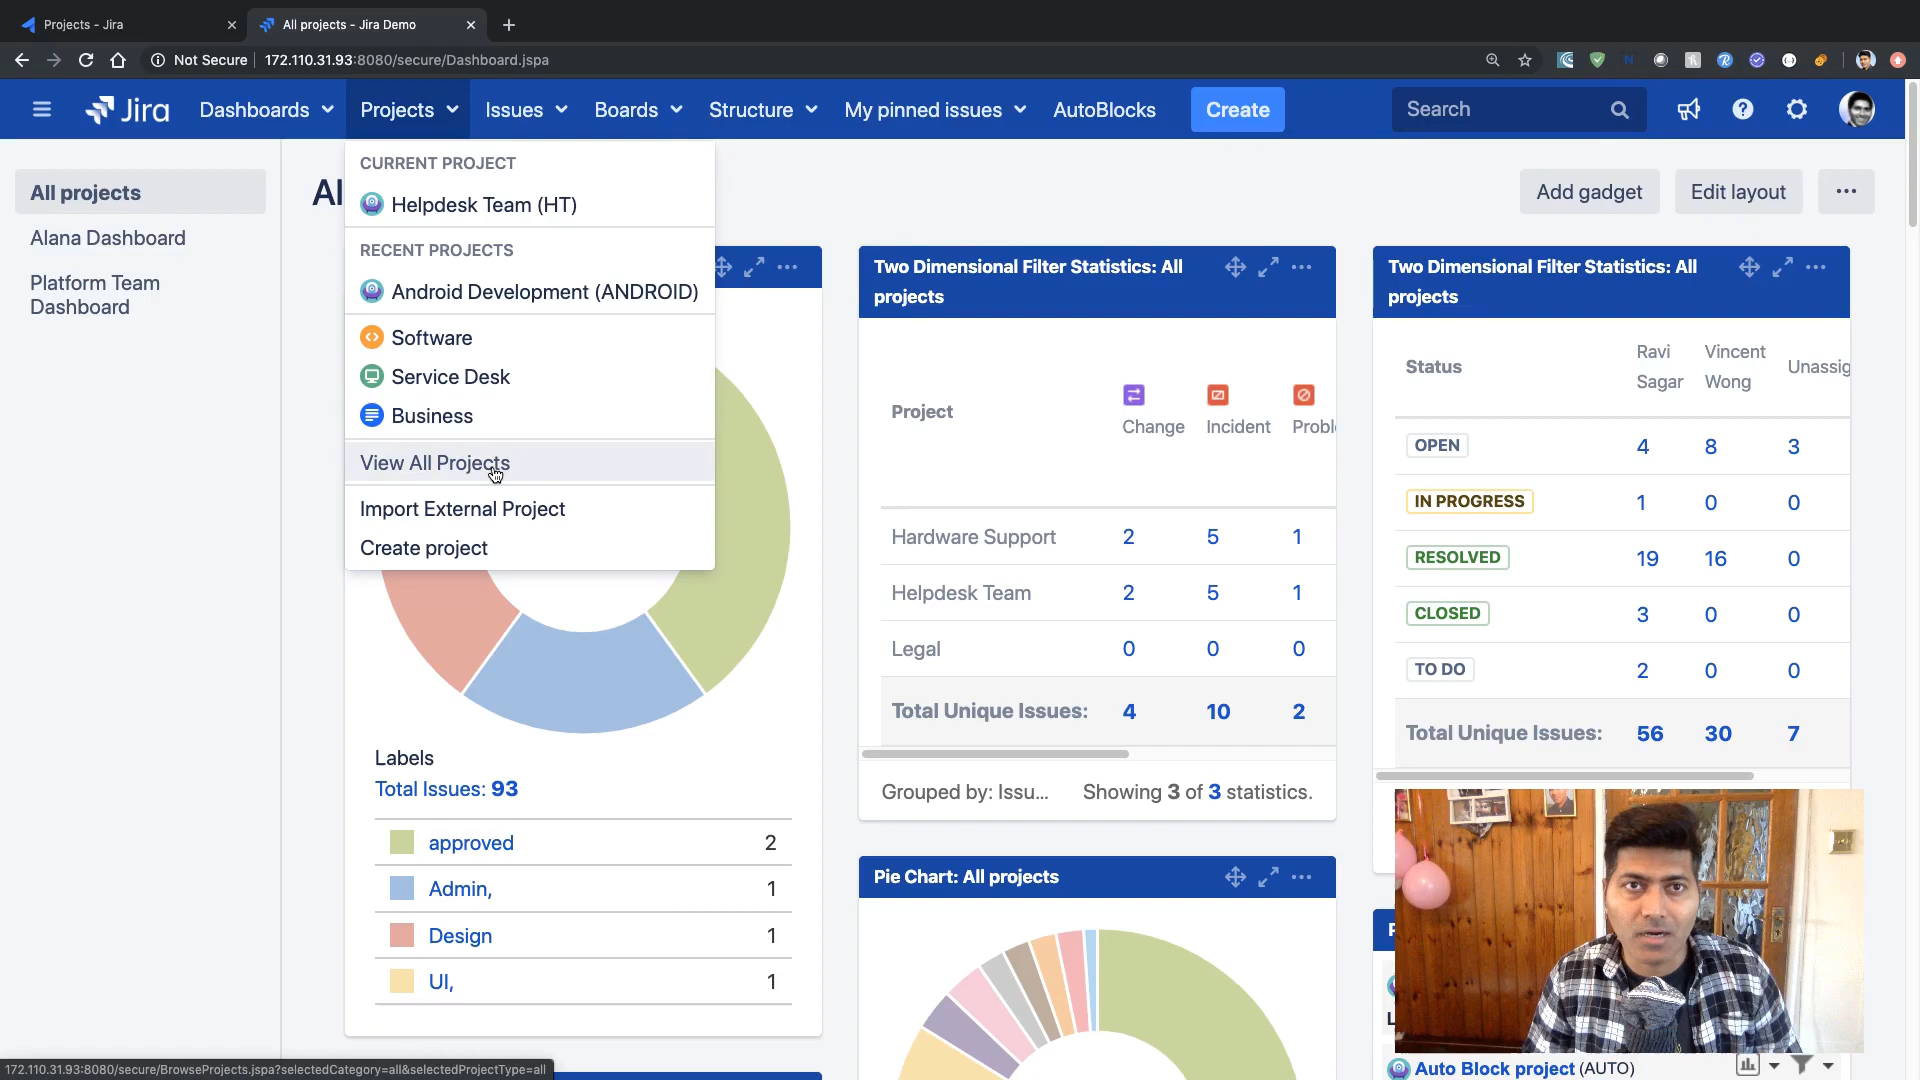 Projects - Jira
All projects - Jira Demo
Not Secure
172.110.31.93:8080/secure/Dashboard.jspa
Jira
Dashboards
Projects
Issues
Boards
Structure
My pinned issues
AutoBlocks
Create
Search
All projects
Alana Dashboard
Platform Team
Dashboard
Al
CURRENT PROJECT
Helpdesk Team (HT)
RECENT PROJECTS
Android Development (ANDROID)
Software
Service Desk
Business
View All Projects
Import External Project
Create project
Add gadget
Edit layout
Labels
Total Issues: 93
approved 2
Admin, 1
Design 1
UI, 1
Two Dimensional Filter Statistics: All
projects
Project
Change
Incident
Probl
Hardware Support 2 5 1
Helpdesk Team 2 5 1
Legal 0 0 0
Total Unique Issues: 4 10 2
Grouped by: Issu...
Showing 3 of 3 statistics.
Pie Chart: All projects
Two Dimensional Filter Statistics: All
projects
Status
Ravi
Sagar
Vincent
Wong
Unassig
OPEN 4 8 3
IN PROGRESS 1 0 0
RESOLVED 19 16 0
CLOSED 3 0 0
TO DO 2 0 0
Total Unique Issues: 56 30 7
Auto Block project (AUTO)
172.110.31.93:8080/secure/BrowseProjects.jspa?selectedCategory=all&selectedProjectType=all